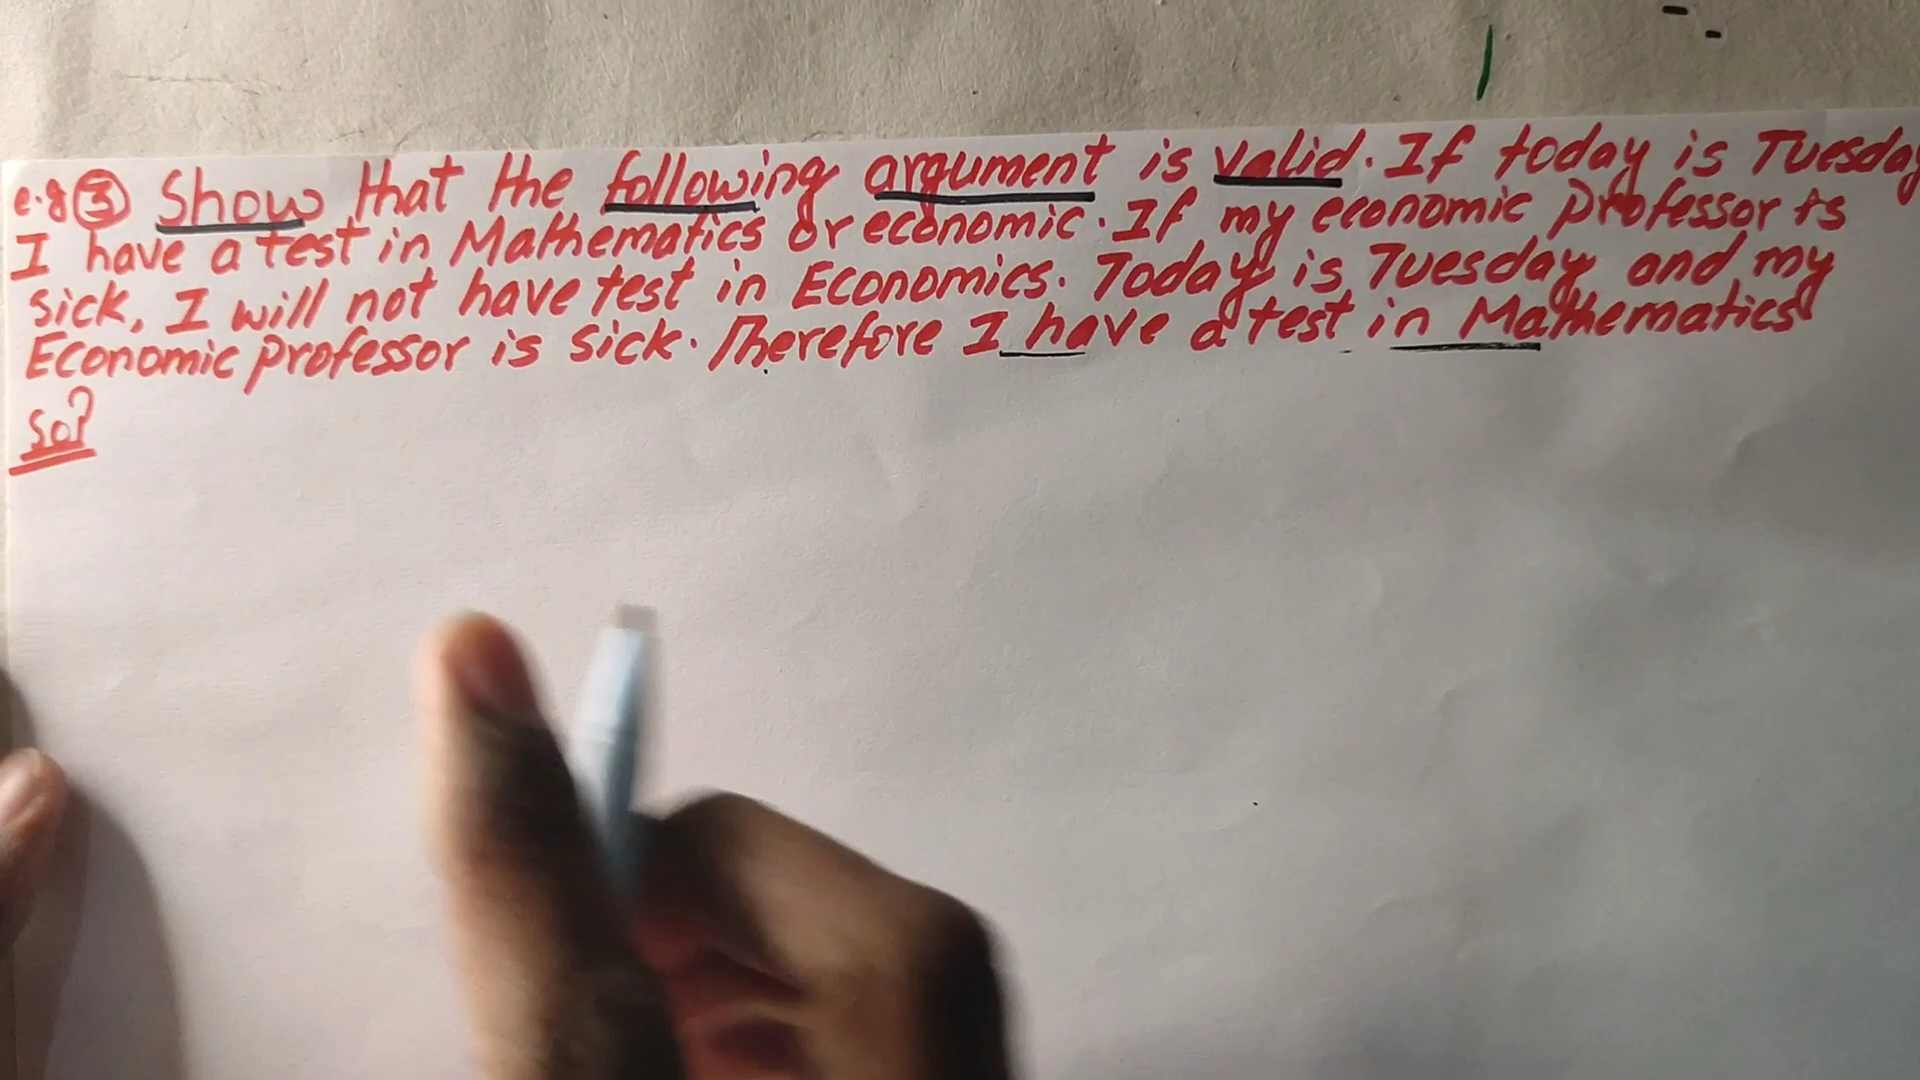 e.g ③ Show that the following argument is valid. If today is Tuesday
I have a test in Mathematics or economic. If my economic professor is
sick, I will not have test in Economics. Today is Tuesday and my
Economic professor is sick. Therefore I have a test in Mathematics
Sol